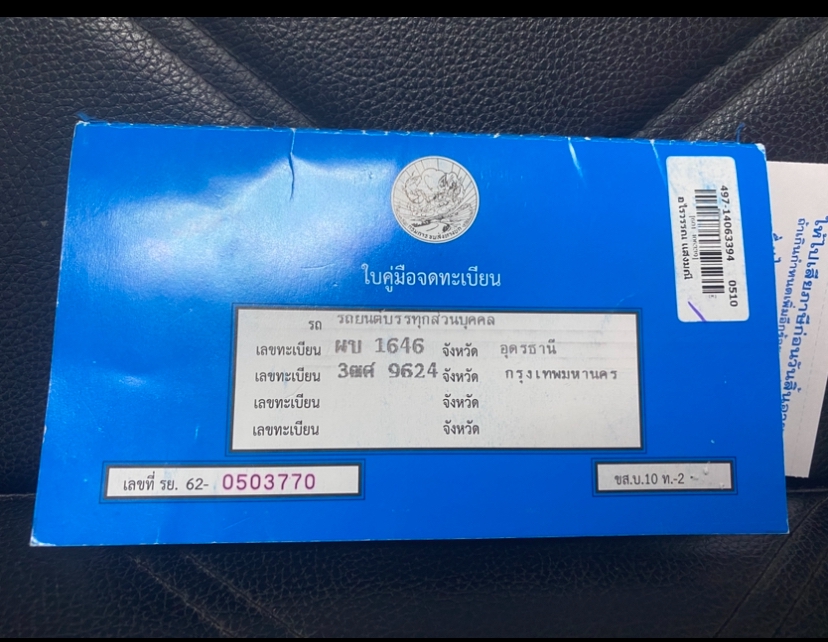 ใบคู่มือจดทะเบียน
รถ รถยนต์บรรทุกส่วนบุคคล
เลขทะเบียน ผบ 1646 จังหวัด อุดรธานี
เลขทะเบียน 3ฒศ 9624 จังหวัด กรุงเทพมหานคร
เลขทะเบียน จังหวัด
เลขทะเบียน จังหวัด
เลขที่ รย. 62- 0503770
ขส.บ.10 ท.-2
497-14063394 0510